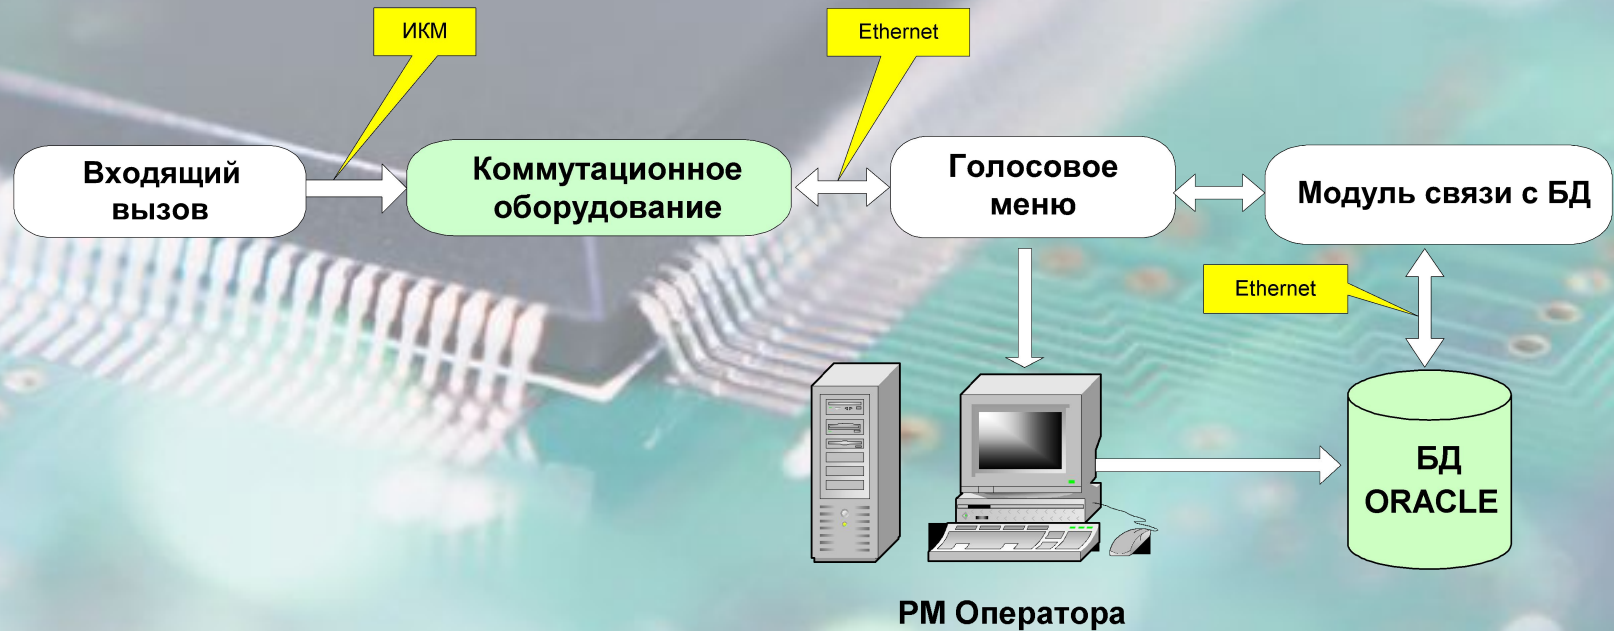 ИКМ
Ethernet
Входящий
вызов
Коммутационное
оборудование
Голосовое
меню
Модуль связи с БД
Ethernet
БД
ORACLE
РМ Оператора